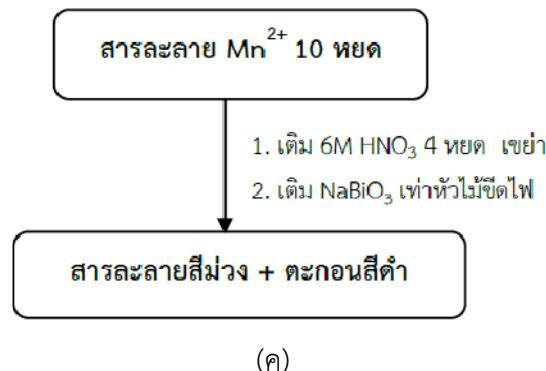 สารละลาย Mn²⁺ 10 หยด
1. เติม 6M HNO₃ 4 หยด เขย่า
2. เติม NaBiO₃ เท่าหัวไม้ขีดไฟ
สารละลายสีม่วง + ตะกอนสีดำ
(ค)